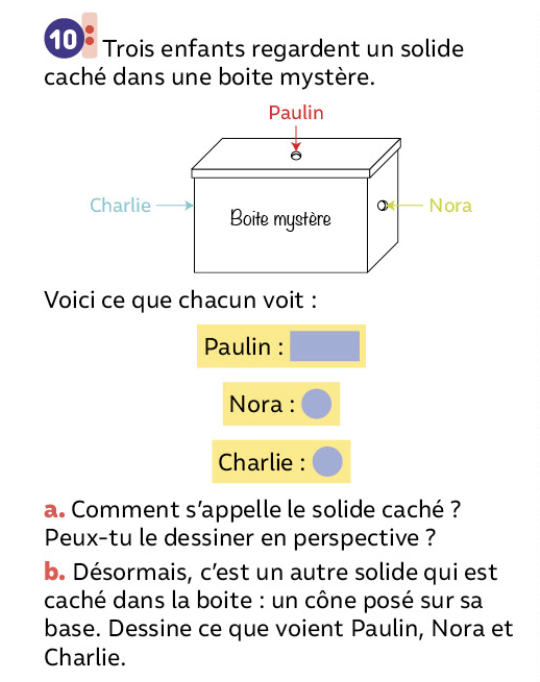 10 Trois enfants regardent un solide
caché dans une boite mystère.
Paulin
Charlie
Boite mystère
Nora
Voici ce que chacun voit :
Paulin :
Nora :
Charlie :
a. Comment s'appelle le solide caché ?
Peux-tu le dessiner en perspective ?
b. Désormais, c'est un autre solide qui est
caché dans la boite : un cône posé sur sa
base. Dessine ce que voient Paulin, Nora et
Charlie.